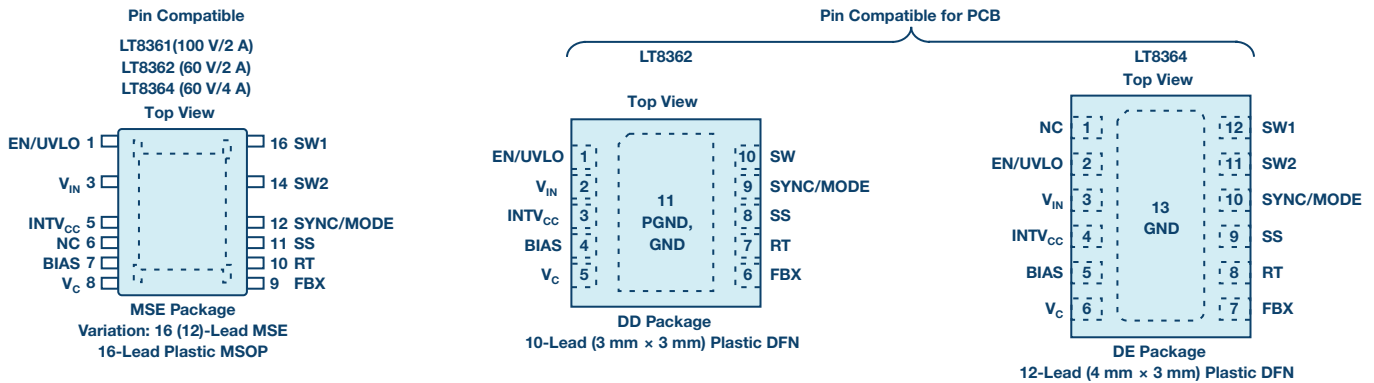 Pin Compatible
LT8361(100 V/2 A)
LT8362 (60 V/2 A)
LT8364 (60 V/4 A)
Top View
EN/UVLO 1
VIN 3
INTVCC 5
NC 6
BIAS 7
VC 8
16 SW1
14 SW2
12 SYNC/MODE
11 SS
10 RT
9 FBX
MSE Package
Variation: 16 (12)-Lead MSE
16-Lead Plastic MSOP
Pin Compatible for PCB
LT8362
Top View
EN/UVLO 1
VIN 2
INTVCC 3
BIAS 4
VC 5
11
PGND,
GND
10 SW
9 SYNC/MODE
8 SS
7 RT
6 FBX
DD Package
10-Lead (3 mm × 3 mm) Plastic DFN
LT8364
Top View
NC 1
EN/UVLO 2
VIN 3
INTVCC 4
BIAS 5
VC 6
13
GND
12 SW1
11 SW2
10 SYNC/MODE
9 SS
8 RT
7 FBX
DE Package
12-Lead (4 mm × 3 mm) Plastic DFN